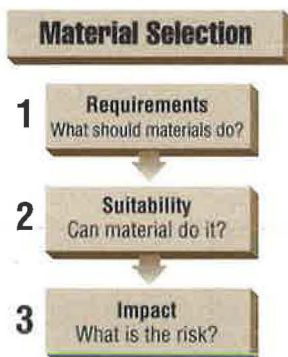 Material Selection
1
Requirements
What should materials do?
2
Suitability
Can material do it?
3
Impact
What is the risk?